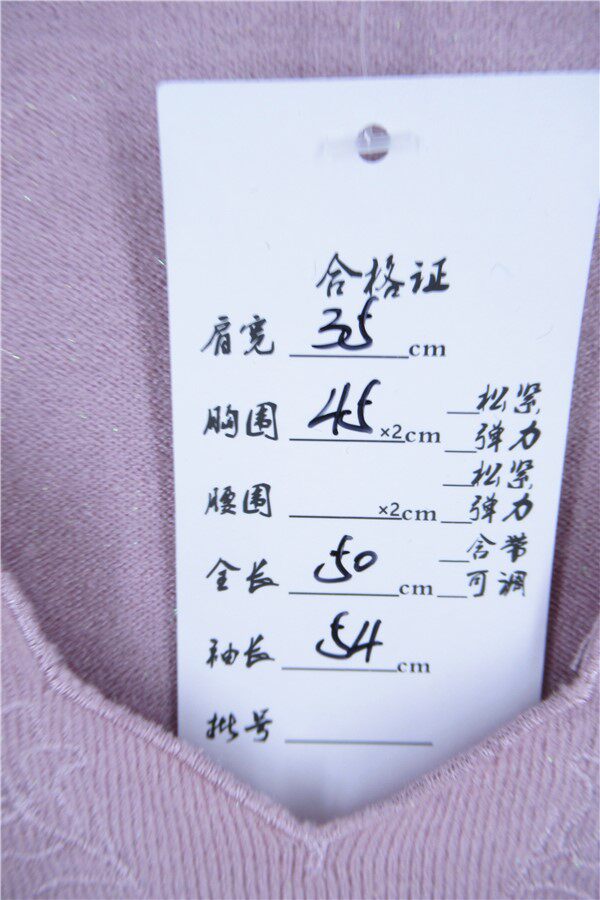 合格证
肩宽 35 cm
胸围 45 ×2cm 松紧
弹力
腰围 ×2cm 松紧
弹力
全长 50 cm 含带
可调
袖长 54 cm
批号